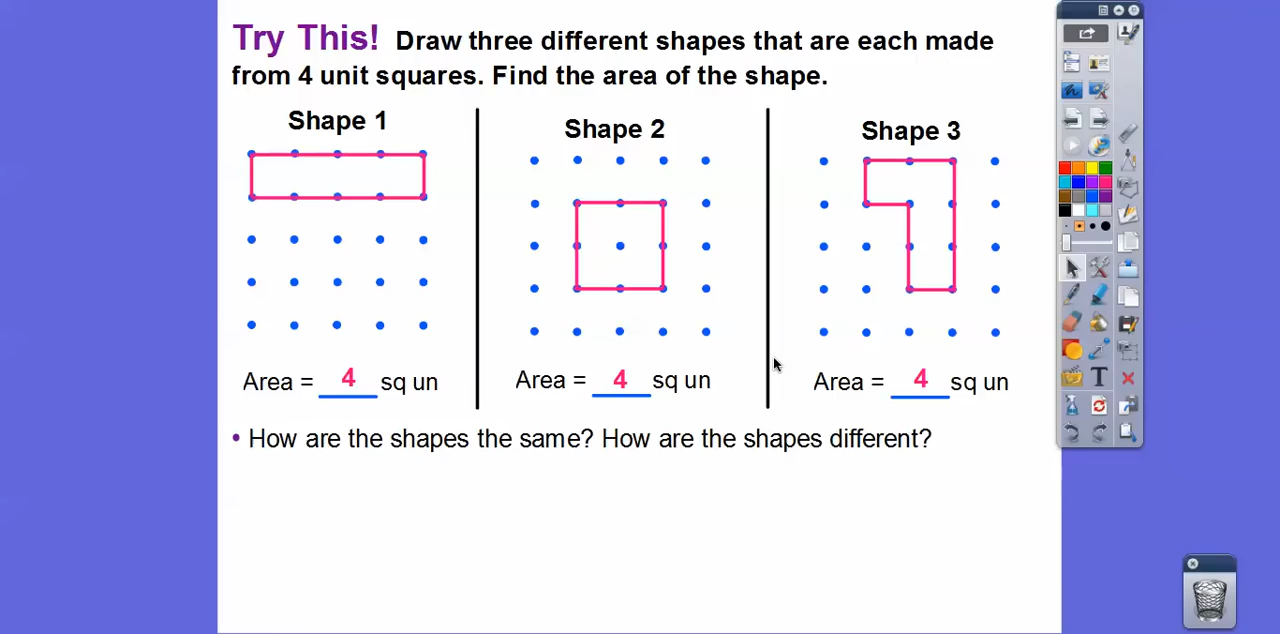 Try This! Draw three different shapes that are each made
from 4 unit squares. Find the area of the shape.
Shape 1
Shape 2
Shape 3
Area = 4 sq un
Area = 4 sq un
Area = 4 sq un
• How are the shapes the same? How are the shapes different?
T